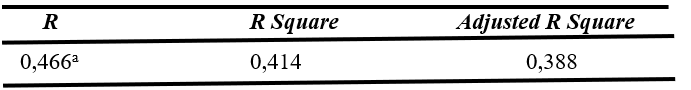 R R Square Adjusted R Square
0,466ᵃ 0,414 0,388